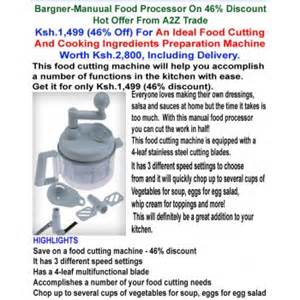 Bargner-Manuual Food Processor On 46% Discount
Hot Offer From A2Z Trade
Ksh.1,499 (46% Off) For An Ideal Food Cutting
And Cooking Ingredients Preparation Machine
Worth Ksh.2,800, Including Delivery.
This food cutting machine will help you accomplish
a number of functions in the kitchen with ease.
Get it for only Ksh.1,499 (46% discount).
Everyone loves making their own dressings,
salsa and sauces at home but the time it takes is
too much. With this manual food processor
you can cut the work in half!
This food cutting machine is equipped with a
4-leaf stainless steel cutting blades.
It has 3 different speed settings to choose
from and it will quickly chop up to several cups of
Vegetables for soup, eggs for egg salad,
whip cream for toppings and more!
This will definitely be a great addition to your
kitchen.
HIGHLIGHTS
Save on a food cutting machine - 46% discount
It has 3 different speed settings
Has a 4-leaf multifunctional blade
Accomplishes a number of your food cutting needs
Chop up to several cups of vegetables for soup, eggs for egg salad